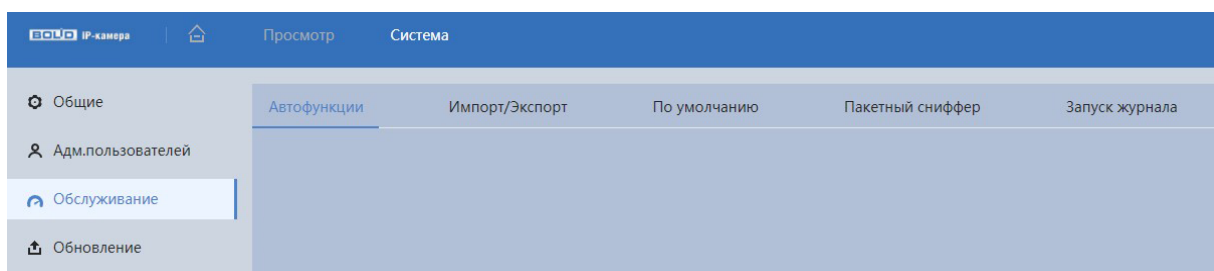 BOLID IP-камера Просмотр Система
Общие
Автофункции Импорт/Экспорт По умолчанию Пакетный сниффер Запуск журнала
Адм.пользователей
Обслуживание
Обновление